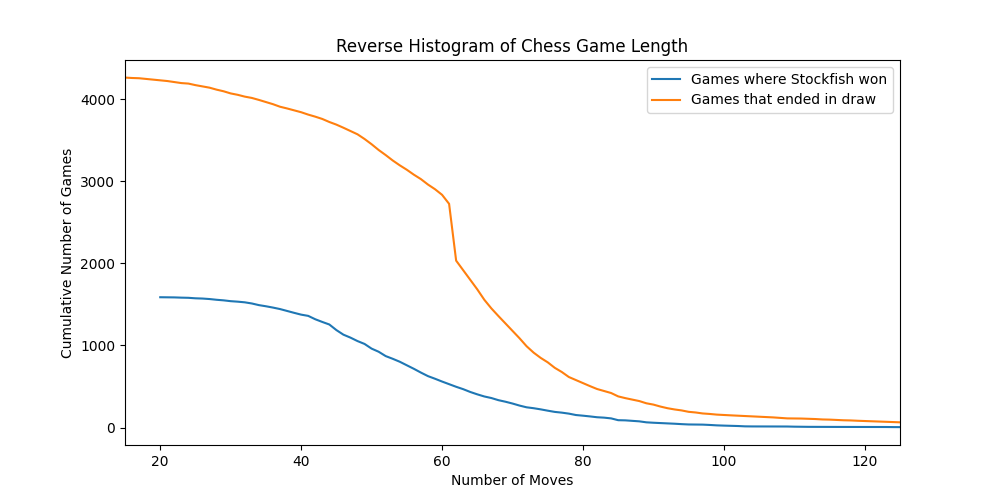 Reverse Histogram of Chess Game Length
Games where Stockfish won
Games that ended in draw
Cumulative Number of Games
4000
3000
2000
1000
0
20 40 60 80 100 120
Number of Moves